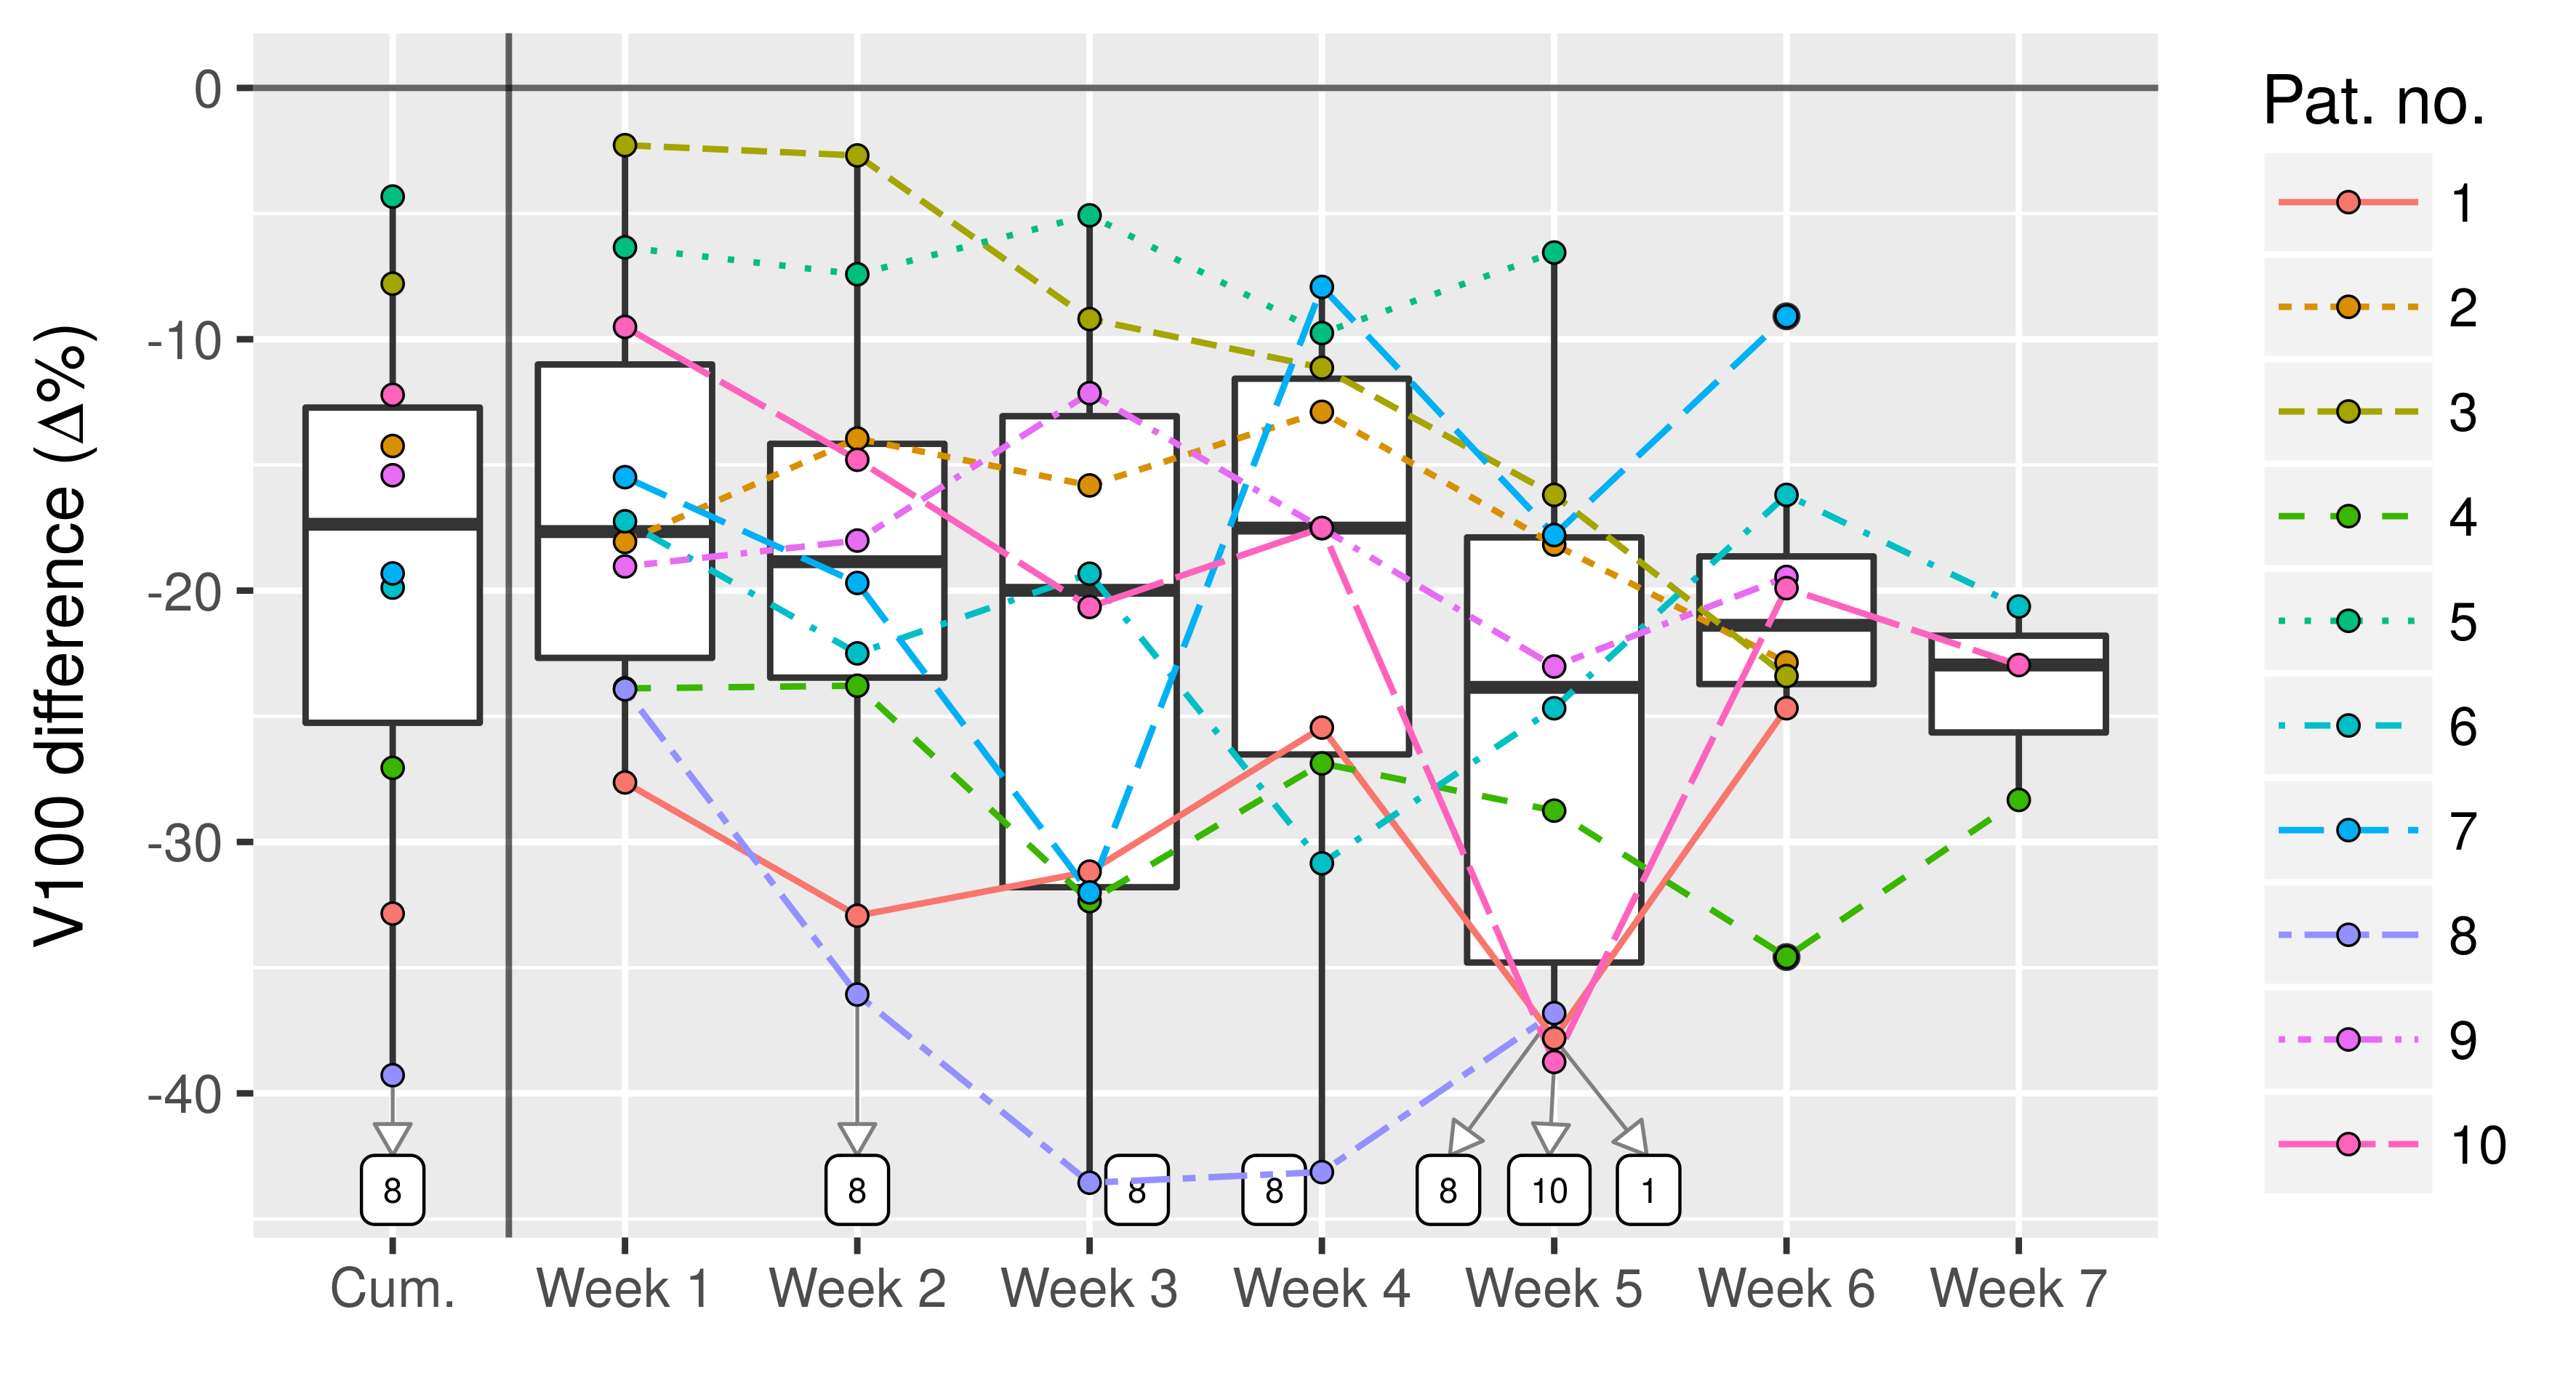 V100 difference (Δ%)
0
-10
-20
-30
-40
8
8
8
8
8
10
1
Cum.
Week 1
Week 2
Week 3
Week 4
Week 5
Week 6
Week 7
Pat. no.
1
2
3
4
5
6
7
8
9
10